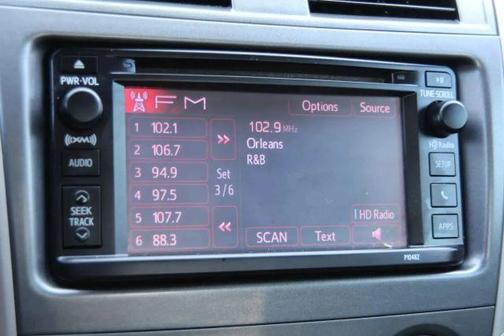 PWR•VOL
TUNE•SCROLL
FM
Options
Source
1 102.1
2 106.7
3 94.9
4 97.5
5 107.7
6 88.3
Set
3/6
102.9 MHz
Orleans
R&B
HD Radio
SCAN
Text
((XM))
AUDIO
SEEK
TRACK
HD Radio
SETUP
APPS
P10482